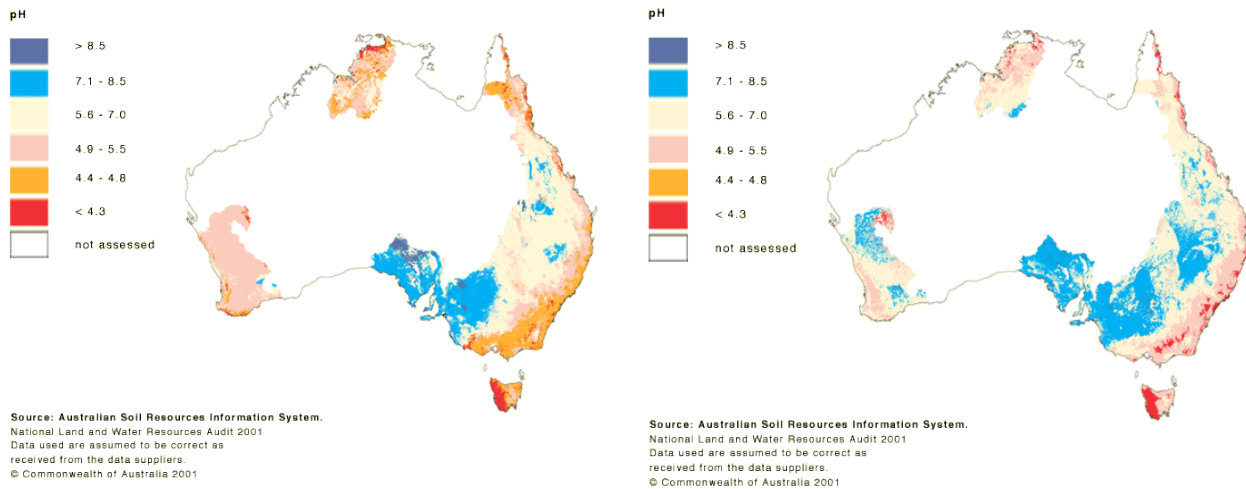 pH
> 8.5
7.1 - 8.5
5.6 - 7.0
4.9 - 5.5
4.4 - 4.8
< 4.3
not assessed
Source: Australian Soil Resources Information System.
National Land and Water Resources Audit 2001
Data used are assumed to be correct as
received from the data suppliers.
© Commonwealth of Australia 2001
pH
> 8.5
7.1 - 8.5
5.6 - 7.0
4.9 - 5.5
4.4 - 4.8
< 4.3
not assessed
Source: Australian Soil Resources Information System.
National Land and Water Resources Audit 2001
Data used are assumed to be correct as
received from the data suppliers.
© Commonwealth of Australia 2001